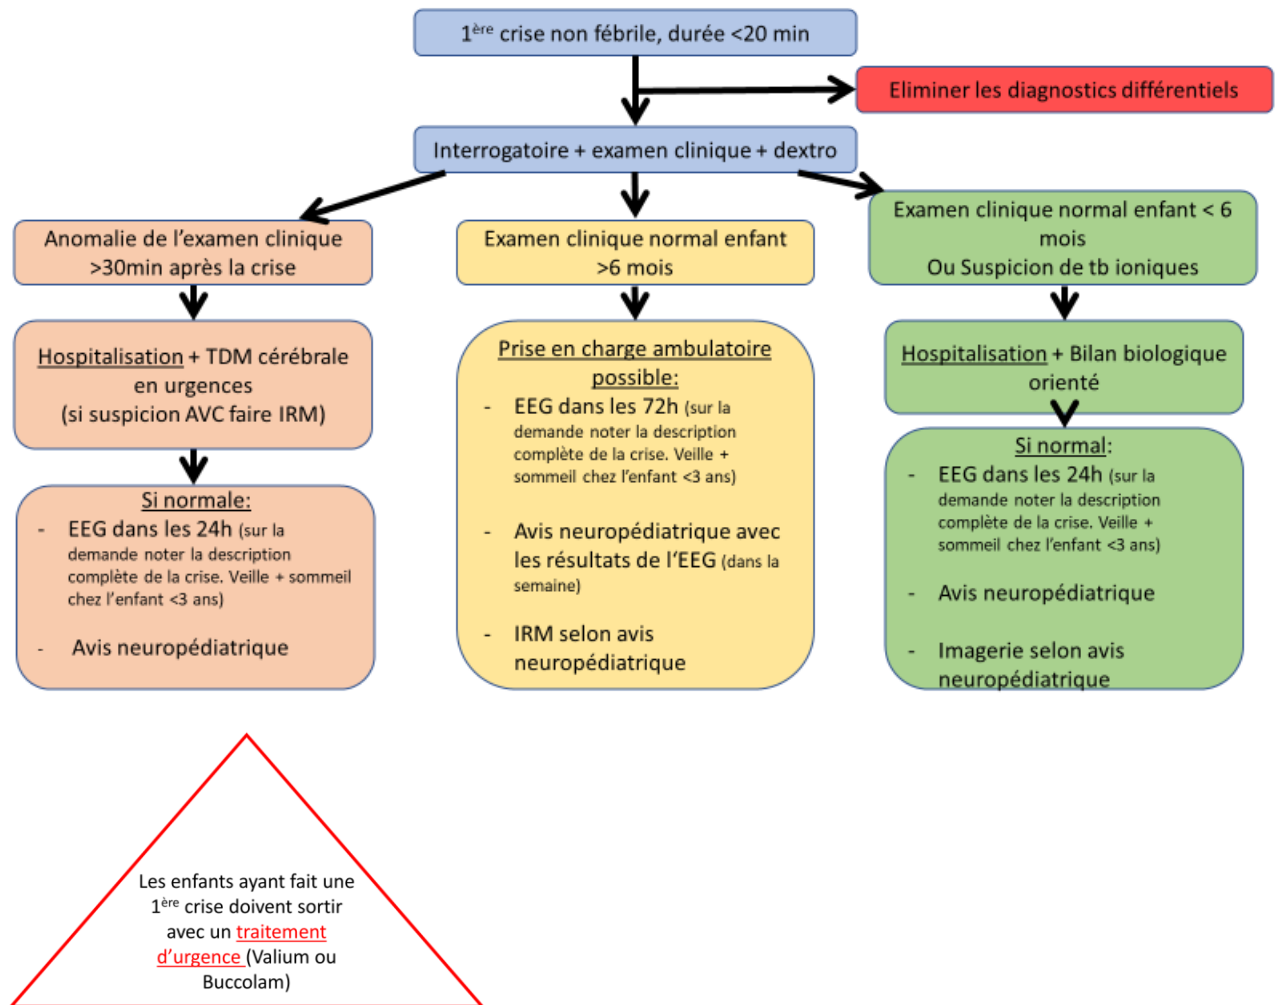 1ère crise non fébrile, durée <20 min
Eliminer les diagnostics différentiels
Interrogatoire + examen clinique + dextro
Anomalie de l’examen clinique
>30min après la crise
Hospitalisation + TDM cérébrale
en urgences
(si suspicion AVC faire IRM)
Si normale:
- EEG dans les 24h (sur la
demande noter la description
complète de la crise. Veille + sommeil
chez l’enfant <3 ans)
- Avis neuropédiatrique
Examen clinique normal enfant
>6 mois
Prise en charge ambulatoire
possible:
- EEG dans les 72h (sur la
demande noter la description
complète de la crise. Veille +
sommeil chez l’enfant <3 ans)
- Avis neuropédiatrique avec
les résultats de l’EEG (dans la
semaine)
- IRM selon avis
neuropédiatrique
Examen clinique normal enfant < 6
mois
Ou Suspicion de tb ioniques
Hospitalisation + Bilan biologique
orienté
Si normal:
- EEG dans les 24h (sur la
demande noter la description
complète de la crise. Veille +
sommeil chez l’enfant <3 ans)
- Avis neuropédiatrique
- Imagerie selon avis
neuropédiatrique
Les enfants ayant fait une
1ère crise doivent sortir
avec un traitement
d’urgence (Valium ou
Buccolam)